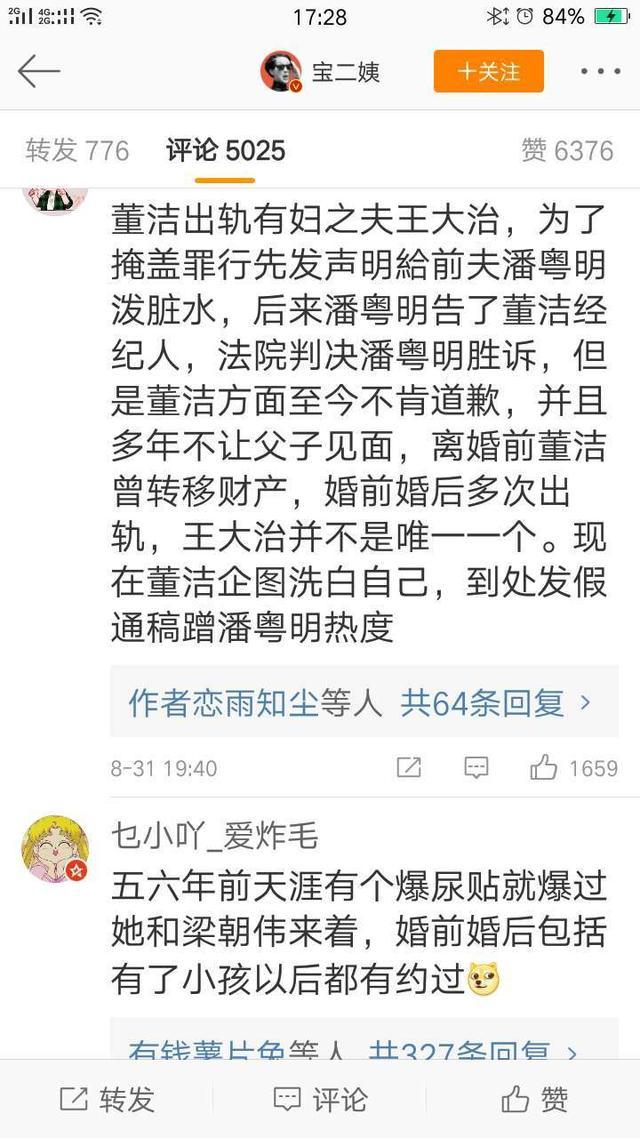 2G 4G 2G 17:28 84%
宝二姨 +关注
转发 776 评论 5025 赞 6376
董洁出轨有妇之夫王大治，为了
掩盖罪行先发声明給前夫潘粤明
泼脏水，后来潘粤明告了董洁经
纪人，法院判决潘粤明胜诉，但
是董洁方面至今不肯道歉，并且
多年不让父子见面，离婚前董洁
曾转移财产，婚前婚后多次出
轨，王大治并不是唯一一个。现
在董洁企图洗白自己，到处发假
通稿蹭潘粤明热度
作者恋雨知尘等人 共64条回复 >
8-31 19:40 1659
乜小吖_爱炸毛
五六年前天涯有个爆尿贴就爆过
她和梁朝伟来着，婚前婚后包括
有了小孩以后都有约过
有钱薯片兔等人 共327条回复 >
转发 评论 赞